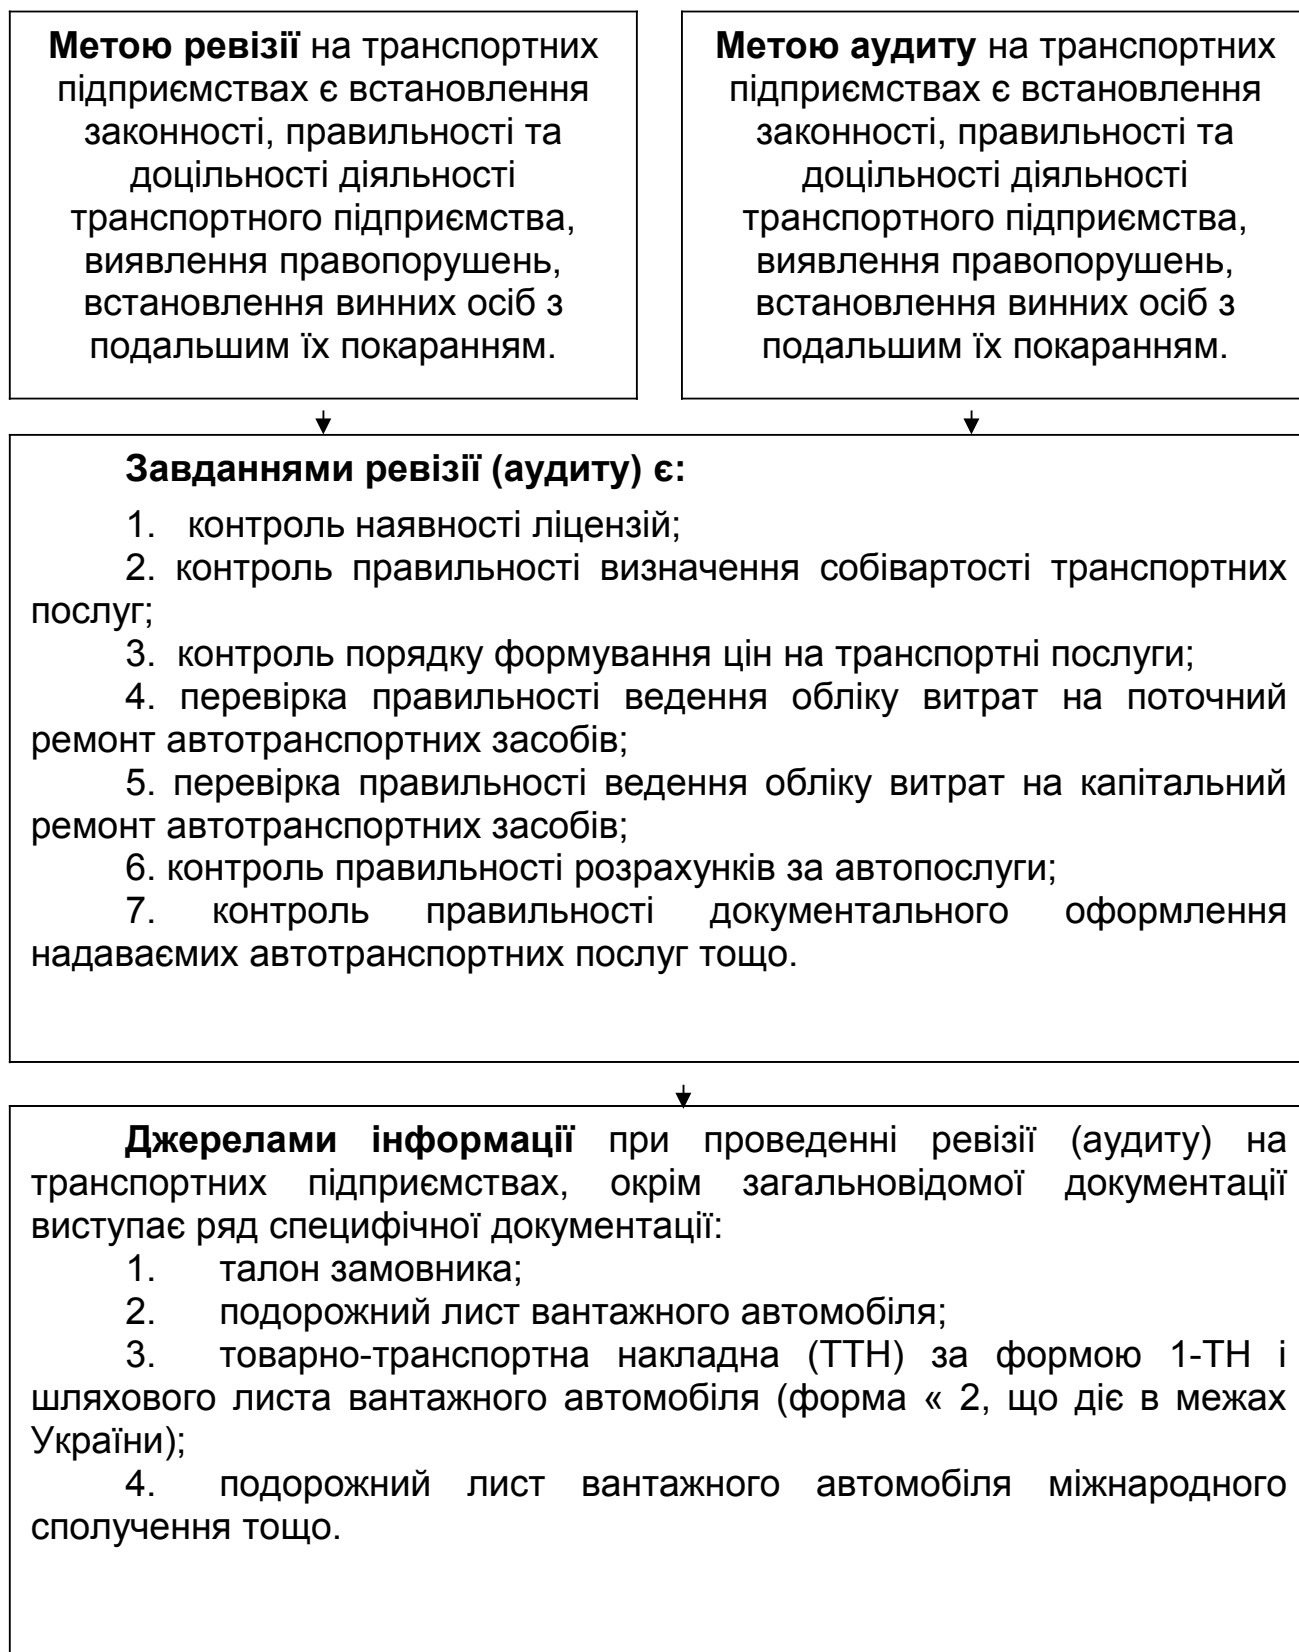 Метою ревізії на транспортних
підприємствах є встановлення
законності, правильності та
доцільності діяльності
транспортного підприємства,
виявлення правопорушень,
встановлення винних осіб з
подальшим їх покаранням.
Метою аудиту на транспортних
підприємствах є встановлення
законності, правильності та
доцільності діяльності
транспортного підприємства,
виявлення правопорушень,
встановлення винних осіб з
подальшим їх покаранням.
Завданнями ревізії (аудиту) є:
1. контроль наявності ліцензій;
2. контроль правильності визначення собівартості транспортних
послуг;
3. контроль порядку формування цін на транспортні послуги;
4. перевірка правильності ведення обліку витрат на поточний
ремонт автотранспортних засобів;
5. перевірка правильності ведення обліку витрат на капітальний
ремонт автотранспортних засобів;
6. контроль правильності розрахунків за автопослуги;
7. контроль правильності документального оформлення
надаваємих автотранспортних послуг тощо.
Джерелами інформації при проведенні ревізії (аудиту) на
транспортних підприємствах, окрім загальновідомої документації
виступає ряд специфічної документації:
1. талон замовника;
2. подорожний лист вантажного автомобіля;
3. товарно-транспортна накладна (ТТН) за формою 1-ТН і
шляхового листа вантажного автомобіля (форма « 2, що діє в межах
України);
4. подорожний лист вантажного автомобіля міжнародного
сполучення тощо.